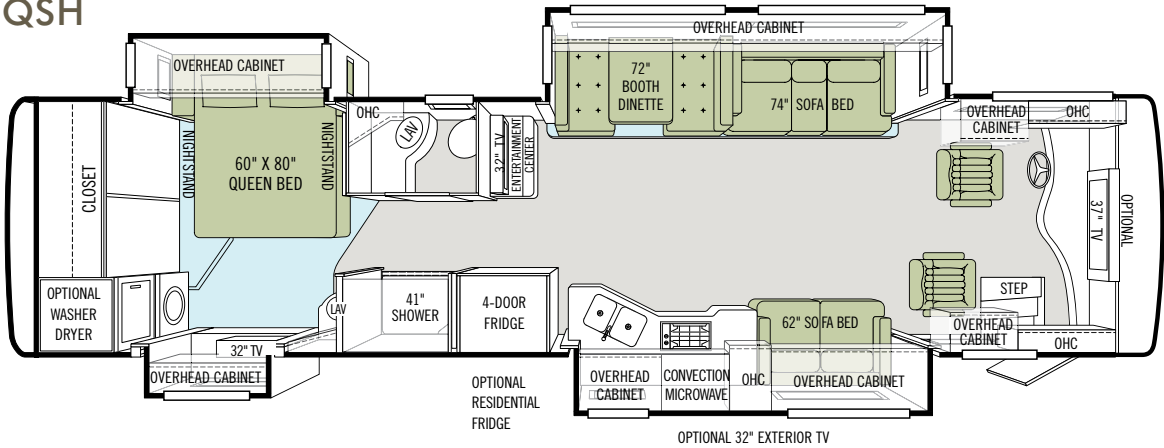 QSH
OVERHEAD CABINET
OVERHEAD CABINET
72"
BOOTH
DINETTE
74" SOFA BED
OVERHEAD
CABINET
OHC
OHC
LAV
32" TV
ENTERTAINMENT
CENTER
NIGHTSTAND
NIGHTSTAND
60" X 80"
QUEEN BED
CLOSET
37" TV
OPTIONAL
OPTIONAL
WASHER
DRYER
LAV
41"
SHOWER
4-DOOR
FRIDGE
62" SOFA BED
STEP
OVERHEAD
CABINET
OHC
32" TV
OVERHEAD CABINET
OPTIONAL
RESIDENTIAL
FRIDGE
OVERHEAD
CABINET
CONVECTION
MICROWAVE
OHC
OVERHEAD CABINET
OPTIONAL 32" EXTERIOR TV